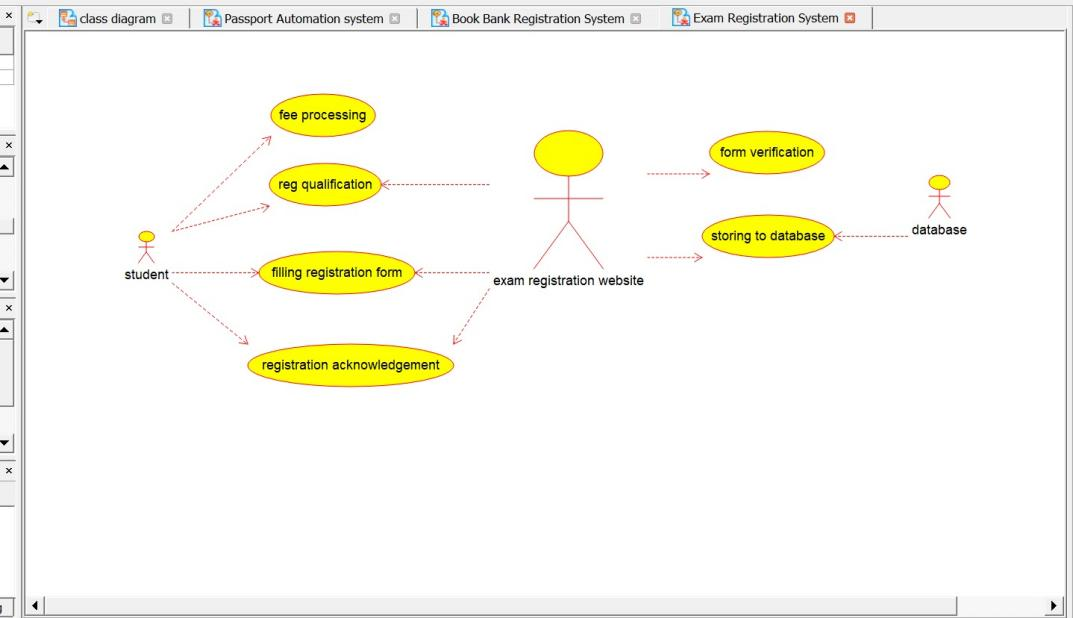 class diagram
Passport Automation system
Book Bank Registration System
Exam Registration System
fee processing
form verification
reg qualification
storing to database
database
student
filling registration form
exam registration website
registration acknowledgement